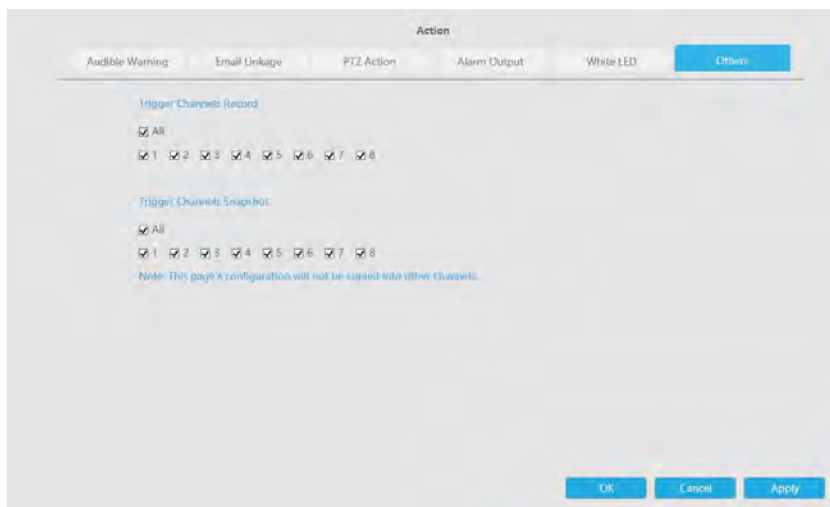 Action
Audible Warning Email Linkage PTZ Action Alarm Output White LED Others
Trigger Channels Record
All
1 2 3 4 5 6 7 8
Trigger Channels Snapshot
All
1 2 3 4 5 6 7 8
Note: This page's configuration will not be copied into other channels.
OK Cancel Apply